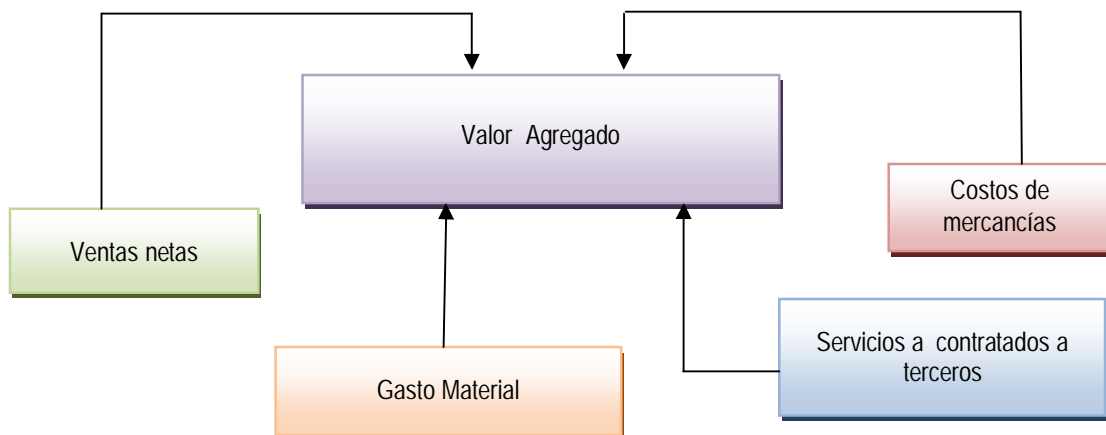 Valor Agregado
Costos de
mercancías
Ventas netas
Servicios a contratados a
terceros
Gasto Material